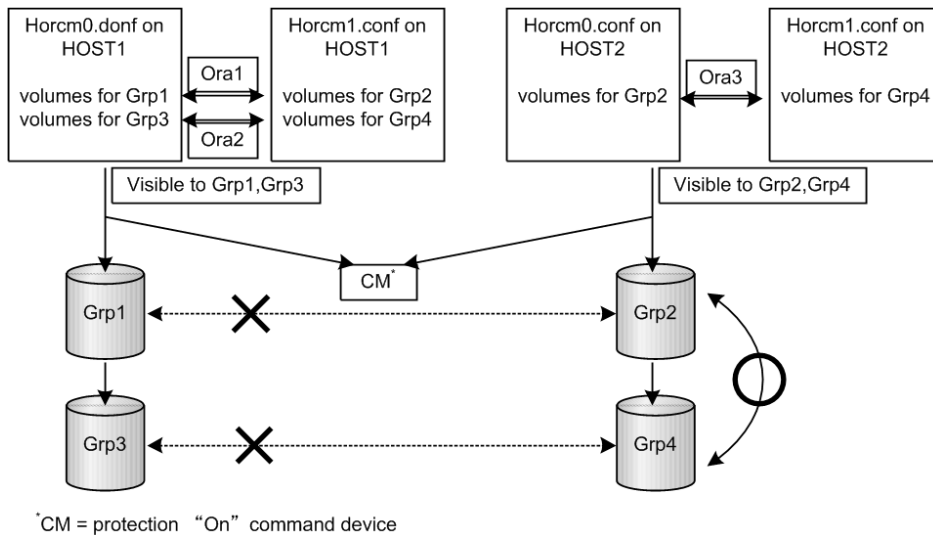 Horcm0.donf on
HOST1
volumes for Grp1
volumes for Grp3
Ora1
Ora2
Horcm1.conf on
HOST1
volumes for Grp2
volumes for Grp4
Horcm0.conf on
HOST2
volumes for Grp2
Ora3
Horcm1.conf on
HOST2
volumes for Grp4
Visible to Grp1,Grp3
Visible to Grp2,Grp4
CM*
Grp1
Grp2
Grp3
Grp4
*CM = protection “On” command device